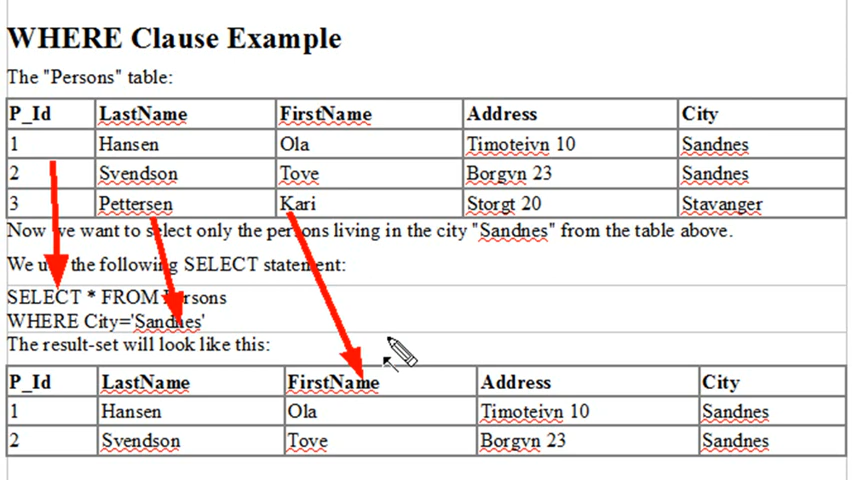 WHERE Clause Example
The "Persons" table:
P_Id LastName FirstName Address City
1 Hansen Ola Timoteivn 10 Sandnes
2 Svendson Tove Borgvn 23 Sandnes
3 Pettersen Kari Storgt 20 Stavanger
Now we want to select only the persons living in the city "Sandnes" from the table above.
We use the following SELECT statement:
SELECT * FROM Persons
WHERE City='Sandnes'
The result-set will look like this:
P_Id LastName FirstName Address City
1 Hansen Ola Timoteivn 10 Sandnes
2 Svendson Tove Borgvn 23 Sandnes